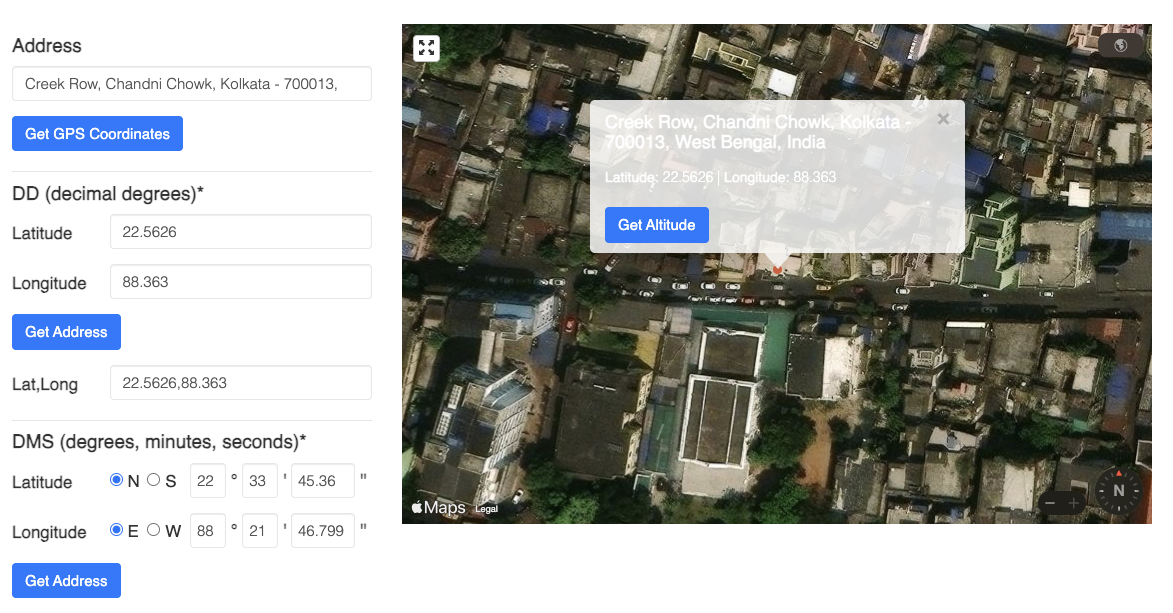 Address
Creek Row, Chandni Chowk, Kolkata - 700013,
Get GPS Coordinates
DD (decimal degrees)*
Latitude 22.5626
Longitude 88.363
Get Address
Lat,Long 22.5626,88.363
DMS (degrees, minutes, seconds)*
Latitude N S 22 ° 33 ' 45.36 "
Longitude E W 88 ° 21 ' 46.799 "
Get Address
Creek Row, Chandni Chowk, Kolkata -
700013, West Bengal, India
Latitude: 22.5626 | Longitude: 88.363
Get Altitude
Maps Legal
N